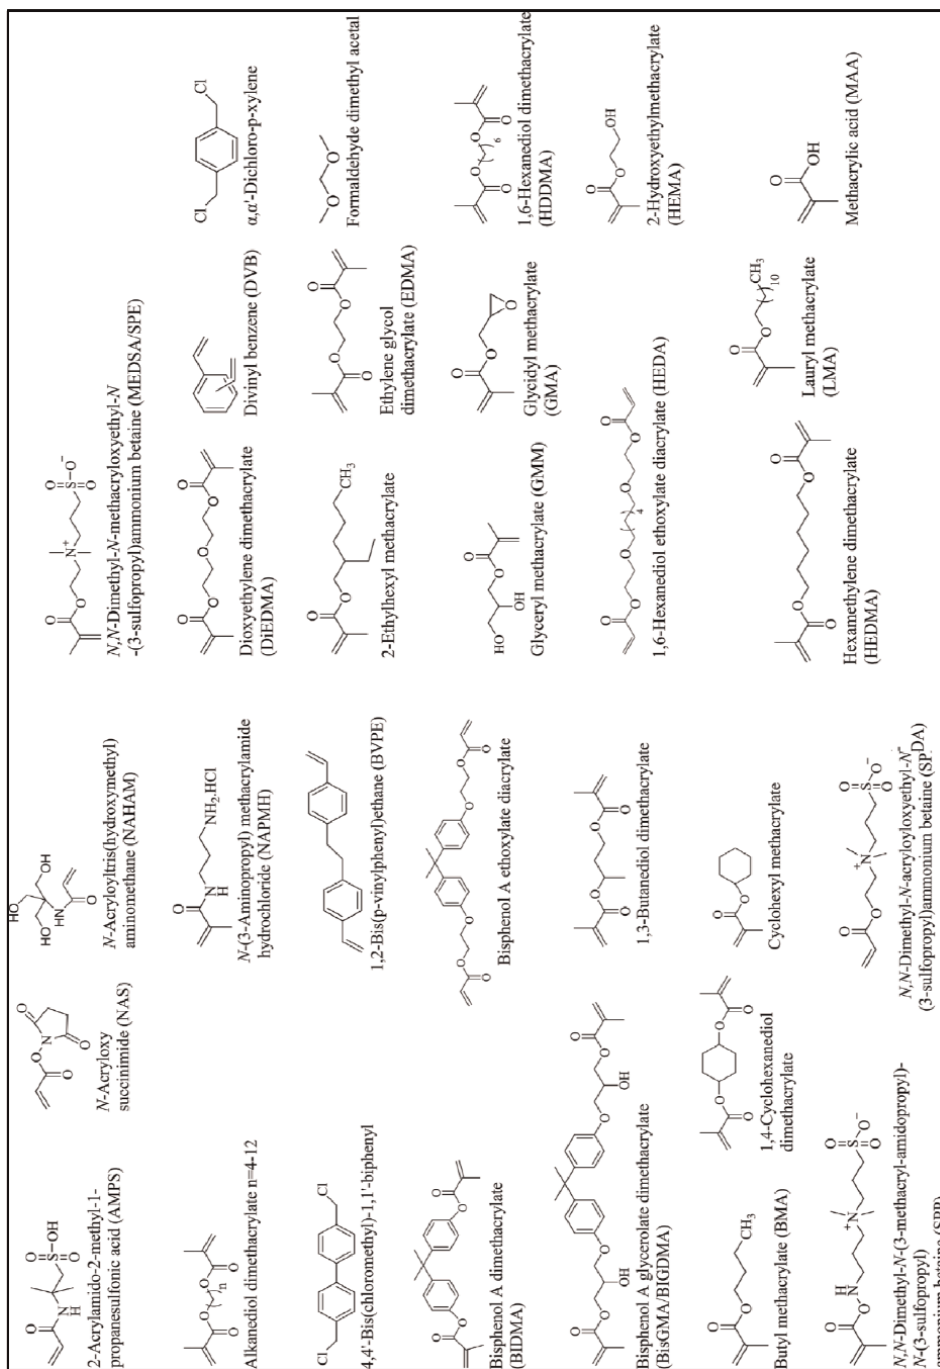 2-Acrylamido-2-methyl-1-
propanesulfonic acid (AMPS)
N-Acryloxy
succinimide (NAS)
N-Acryloyltris(hydroxymethyl)
aminomethane (NAHAM)
N,N-Dimethyl-N-methacryloxyethyl-N
-(3-sulfopropyl)ammonium betaine (MEDSA/SPE)
Alkanediol dimethacrylate n=4-12
N-(3-Aminopropyl) methacrylamide
hydrochloride (NAPMH)
Dioxyethylene dimethacrylate
(DiEDMA)
Divinyl benzene (DVB)
α,α'-Dichloro-p-xylene
4,4'-Bis(chloromethyl)-1,1'-biphenyl
1,2-Bis(p-vinylphenyl)ethane (BVPE)
2-Ethylhexyl methacrylate
Ethylene glycol
dimethacrylate (EDMA)
Formaldehyde dimethyl acetal
Bisphenol A dimethacrylate
(BIDMA)
Bisphenol A ethoxylate diacrylate
Glyceryl methacrylate (GMM)
Glycidyl methacrylate
(GMA)
1,6-Hexanediol dimethacrylate
(HDDMA)
Bisphenol A glycerolate dimethacrylate
(BisGMA/BIGDMA)
1,3-Butanediol dimethacrylate
1,6-Hexanediol ethoxylate diacrylate (HEDA)
2-Hydroxyethylmethacrylate
(HEMA)
Butyl methacrylate (BMA)
1,4-Cyclohexanediol
dimethacrylate
Cyclohexyl methacrylate
Hexamethylene dimethacrylate
(HEDMA)
Lauryl methacrylate
(LMA)
Methacrylic acid (MAA)
N,N-Dimethyl-N-(3-methacryl-amidopropyl)-
N-(3-sulfopropyl)
N,N-Dimethyl-N-acryloyloxyethyl-N-
(3-sulfopropyl)ammonium betaine (SPDA)